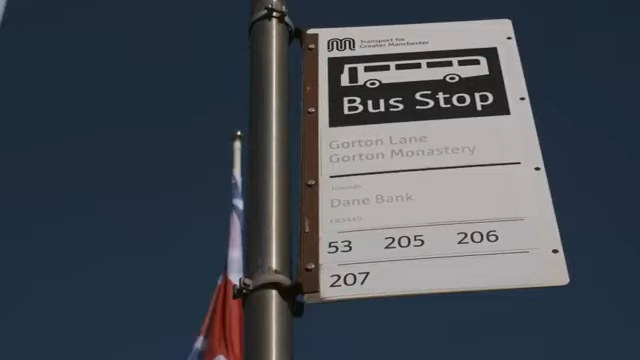 Transport for
Greater Manchester
Bus Stop
Gorton Lane
Gorton Monastery
Towards
Dane Bank
53 205 206
207